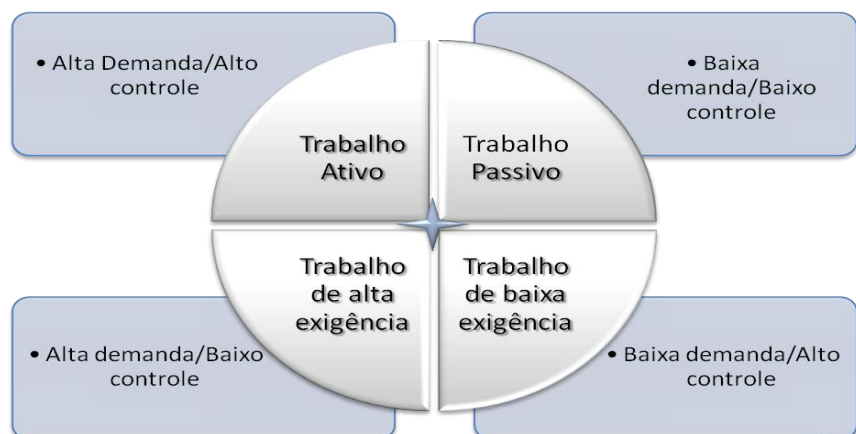 • Alta Demanda/Alto
controle
• Baixa
demanda/Baixo
controle
Trabalho
Ativo
Trabalho
Passivo
Trabalho
de alta
exigência
Trabalho
de baixa
exigência
• Alta demanda/Baixo
controle
• Baixa demanda/Alto
controle